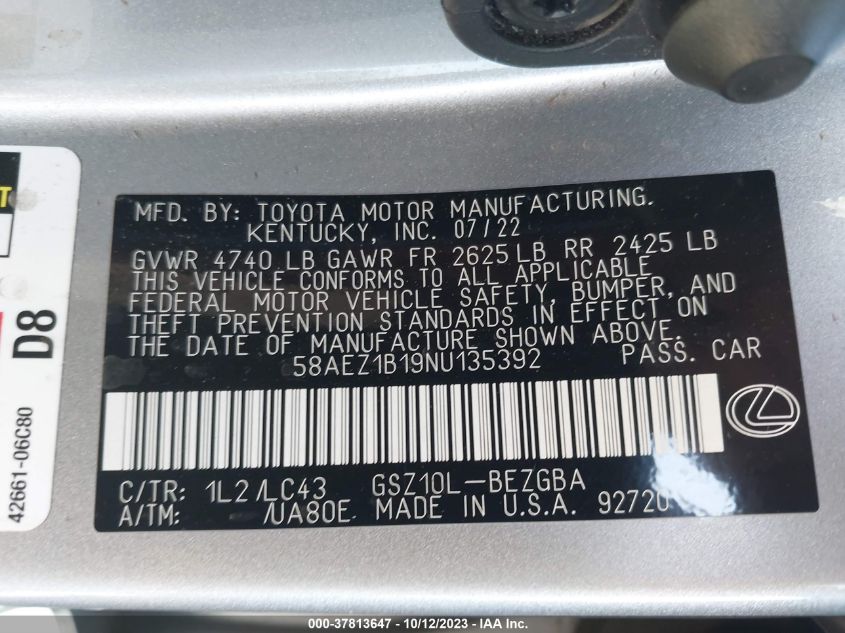 MFD. BY: TOYOTA MOTOR MANUFACTURING.
KENTUCKY, INC. 07/22
GVWR 4740 LB GAWR FR 2625 LB RR 2425 LB
THIS VEHICLE CONFORMS TO ALL APPLICABLE
FEDERAL MOTOR VEHICLE SAFETY, BUMPER, AND
THEFT PREVENTION STANDARDS IN EFFECT ON
THE DATE OF MANUFACTURE SHOWN ABOVE.
58AEZ1B19NU135392 PASS. CAR
C/TR: 1L2/LC43 GSZ10L-BEZGBA
A/TM: /UA80E MADE IN U.S.A. 92720
D8
42661-06C80
000-37813647 - 10/12/2023 - IAA Inc.